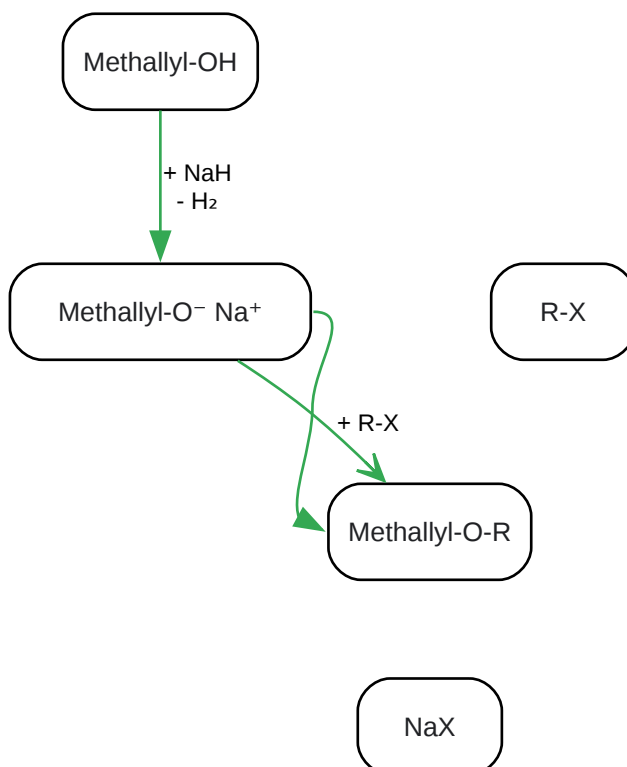 Methallyl-OH
+ NaH
- H₂
Methallyl-O⁻ Na⁺
R-X
+ R-X
Methallyl-O-R
NaX